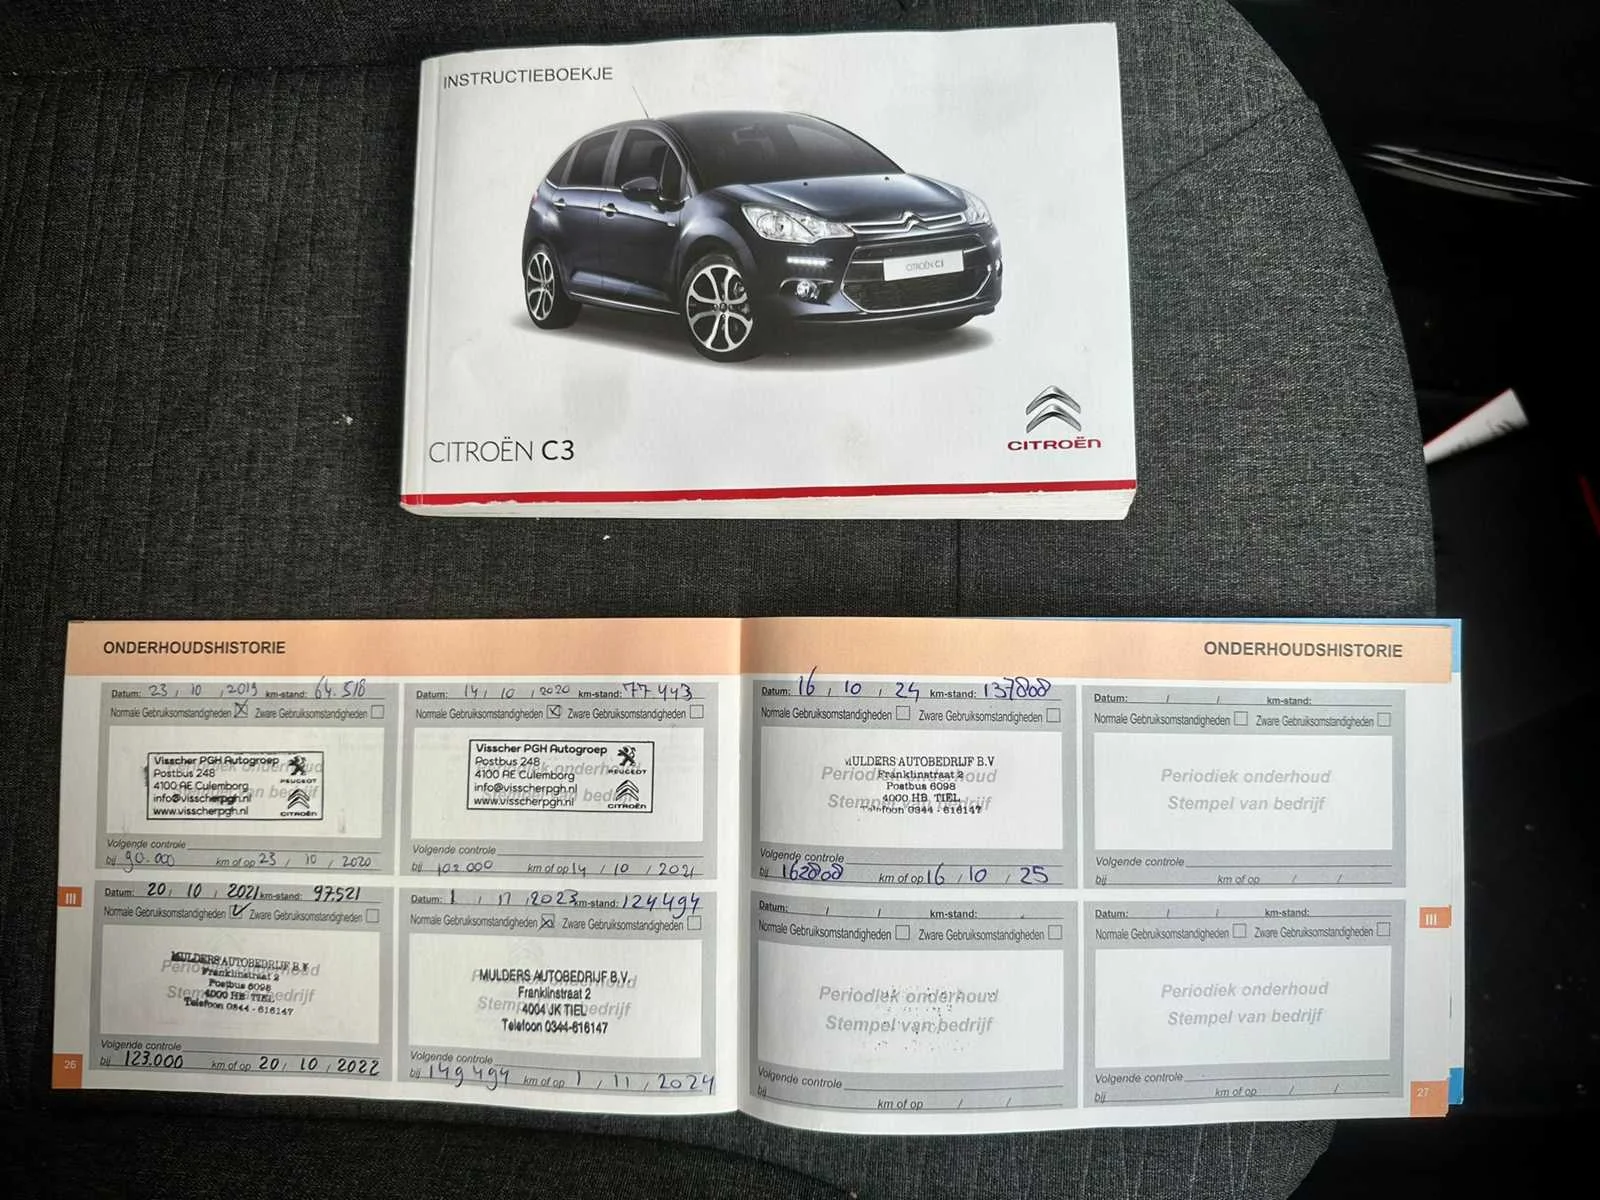 INSTRUCTIEBOEKJE
CITROËN C3
CITROËN C3
CITROËN
ONDERHOUDSHISTORIE
Datum: 23 / 10 / 2019 km-stand: 64.518
Normale Gebruiksomstandigheden X Zware Gebruiksomstandigheden
Visscher PGH Autogroep
Postbus 248
4100 AE Culemborg
info@visscherpgh.nl
www.visscherpgh.nl
PEUGEOT
CITROËN
Volgende controle
bij 90.000 km of op 23 / 10 / 2020
Datum: 14 / 10 / 2020 km-stand: 77.443
Normale Gebruiksomstandigheden X Zware Gebruiksomstandigheden
Visscher PGH Autogroep
Postbus 248
4100 AE Culemborg
info@visscherpgh.nl
www.visscherpgh.nl
PEUGEOT
CITROËN
Volgende controle
bij 102.000 km of op 14 / 10 / 2021
Datum: 20 / 10 / 2021 km-stand: 97.521
Normale Gebruiksomstandigheden Zware Gebruiksomstandigheden
MULDERS AUTOBEDRIJF B.V.
Franklinstraat 2
Postbus 6098
4000 HB TIEL
Telefoon 0344 - 616147
Volgende controle
bij 123.000 km of op 20 / 10 / 2022
Datum: 1 / 11 / 2023 km-stand: 124494
Normale Gebruiksomstandigheden X Zware Gebruiksomstandigheden
MULDERS AUTOBEDRIJF B.V.
Franklinstraat 2
4004 JK TIEL
Telefoon 0344-616147
Volgende controle
bij 149494 km of op 1 / 11 / 2024
III
26
ONDERHOUDSHISTORIE
Datum: 16 / 10 / 24 km-stand: 137808
Normale Gebruiksomstandigheden Zware Gebruiksomstandigheden
MULDERS AUTOBEDRIJF B.V
Franklinstraat 2
Postbus 6098
4000 HB TIEL
Telefoon 0344 - 616147
Volgende controle
bij 162808 km of op 16 / 10 / 25
Datum: / / km-stand:
Normale Gebruiksomstandigheden Zware Gebruiksomstandigheden
Periodiek onderhoud
Stempel van bedrijf
Volgende controle
bij km of op / /
Datum: / / km-stand:
Normale Gebruiksomstandigheden Zware Gebruiksomstandigheden
Periodiek onderhoud
Stempel van bedrijf
Volgende controle
bij km of op / /
Datum: / / km-stand:
Normale Gebruiksomstandigheden Zware Gebruiksomstandigheden
Periodiek onderhoud
Stempel van bedrijf
Volgende controle
bij km of op / /
III
27